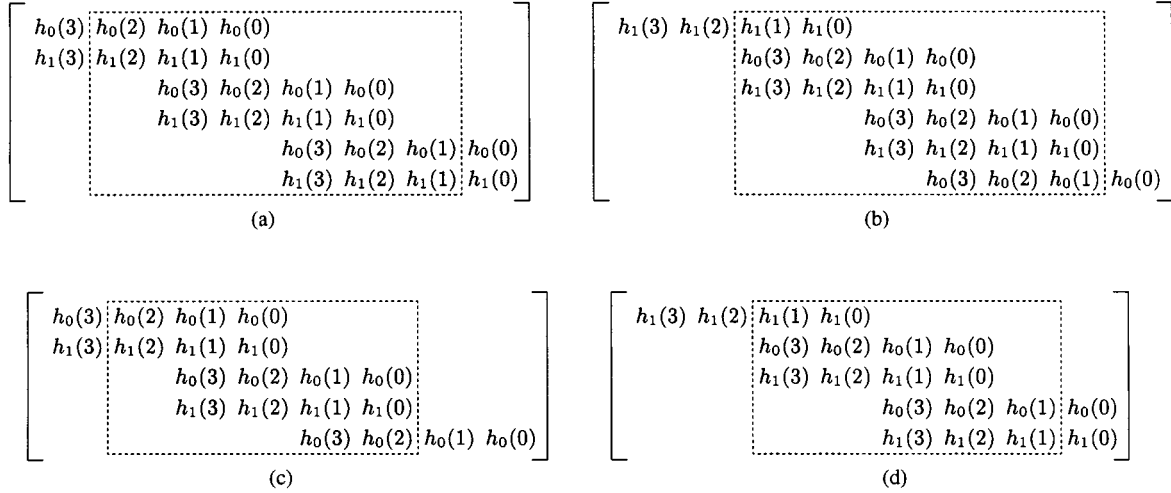 h₀(3) h₀(2) h₀(1) h₀(0)
h₁(3) h₁(2) h₁(1) h₁(0)
h₀(3) h₀(2) h₀(1) h₀(0)
h₁(3) h₁(2) h₁(1) h₁(0)
h₀(3) h₀(2) h₀(1) h₀(0)
h₁(3) h₁(2) h₁(1) h₁(0)
(a)
h₁(3) h₁(2) h₁(1) h₁(0)
h₀(3) h₀(2) h₀(1) h₀(0)
h₁(3) h₁(2) h₁(1) h₁(0)
h₀(3) h₀(2) h₀(1) h₀(0)
h₁(3) h₁(2) h₁(1) h₁(0)
h₀(3) h₀(2) h₀(1) h₀(0)
(b)
h₀(3) h₀(2) h₀(1) h₀(0)
h₁(3) h₁(2) h₁(1) h₁(0)
h₀(3) h₀(2) h₀(1) h₀(0)
h₁(3) h₁(2) h₁(1) h₁(0)
h₀(3) h₀(2) h₀(1) h₀(0)
(c)
h₁(3) h₁(2) h₁(1) h₁(0)
h₀(3) h₀(2) h₀(1) h₀(0)
h₁(3) h₁(2) h₁(1) h₁(0)
h₀(3) h₀(2) h₀(1) h₀(0)
h₁(3) h₁(2) h₁(1) h₁(0)
(d)